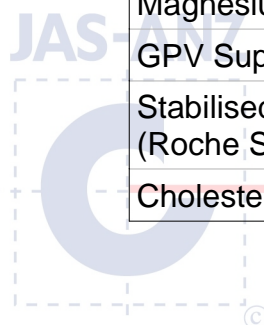 Magnesiu
JAS-ANZ
GPV Sup
Stabilised
(Roche S
Choleste
C
©